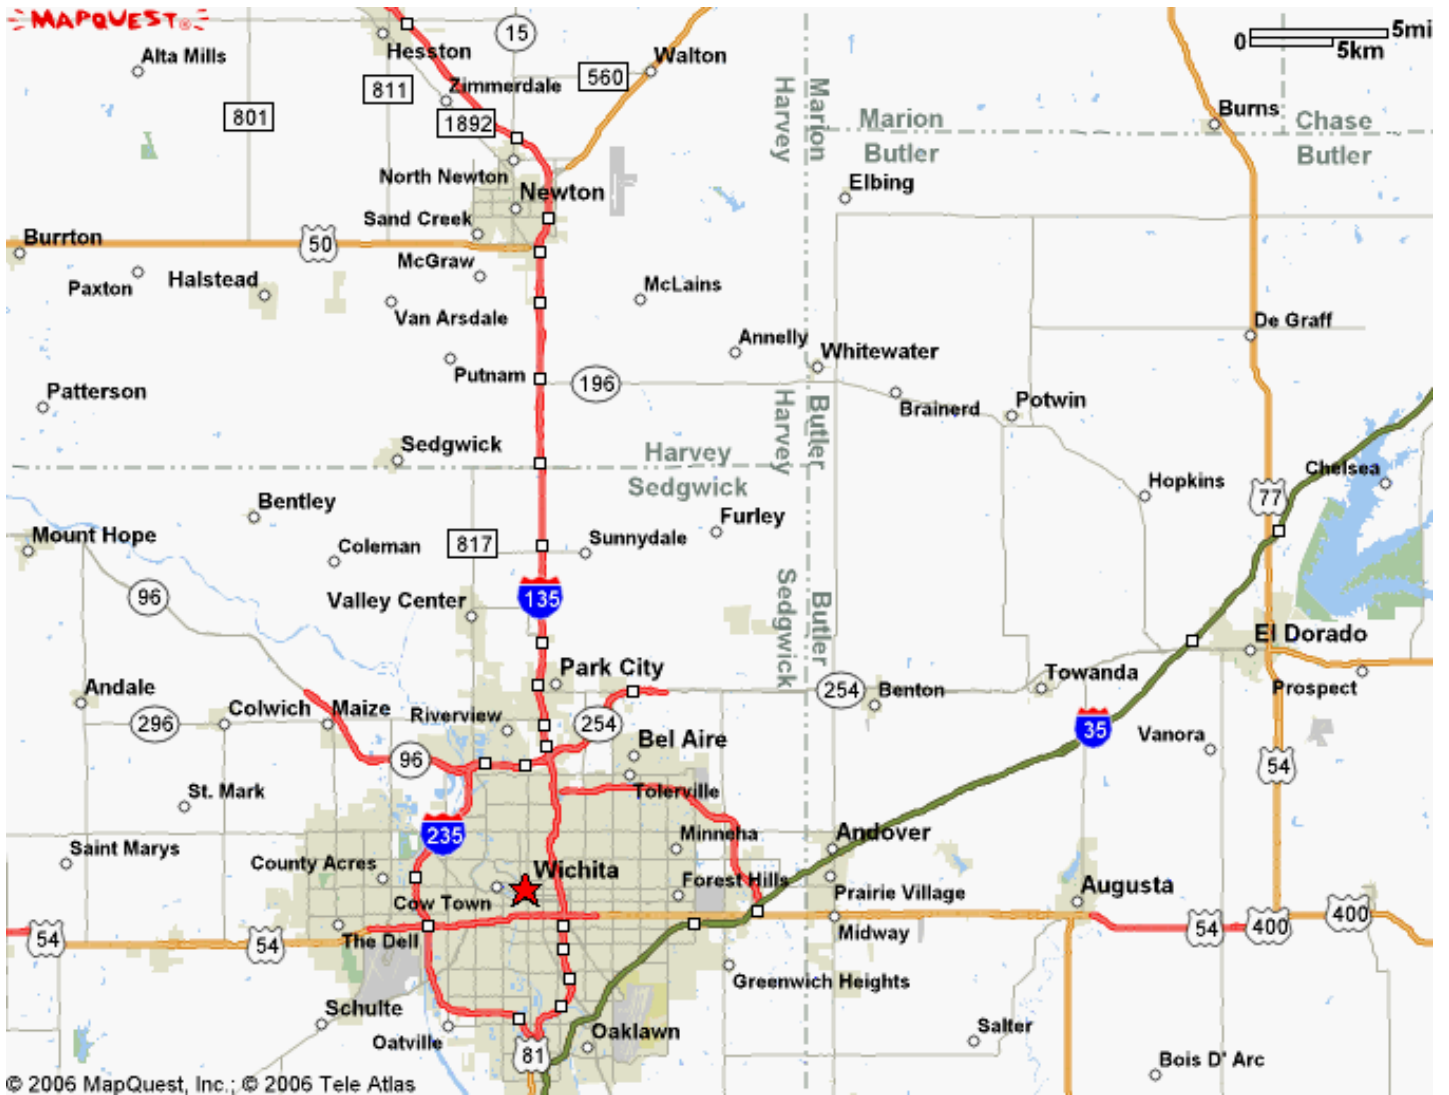 MAPQUEST®
15
5mi
0
5km
Hesston
Alta Mills
Walton
560
Zimmerdale
811
Harvey
Marion
801
1892
Burns
Marion
Chase
Butler
Butler
North Newton
Elbing
Newton
Sand Creek
Burrton
50
McGraw
Halstead
McLains
Paxton
Van Arsdale
De Graff
Annelly
Whitewater
Putnam
196
Patterson
Potwin
Brainerd
Harvey
Butler
Sedgwick
Harvey
Chelsea
Sedgwick
Hopkins
77
Bentley
Furley
Mount Hope
Sunnydale
817
Coleman
96
135
Valley Center
Sedgwick
Butler
El Dorado
Park City
Towanda
Andale
254
Benton
Prospect
Colwich
Maize
Riverview
296
254
35
Vanora
Bel Aire
96
54
St. Mark
Tolerville
235
Minneha
Andover
Saint Marys
County Acres
Wichita
Forest Hills
Augusta
Prairie Village
Cow Town
400
54
54
The Dell
Midway
54
400
Greenwich Heights
Schulte
Oatville
Oaklawn
Salter
81
Bois D' Arc
© 2006 MapQuest, Inc.; © 2006 Tele Atlas